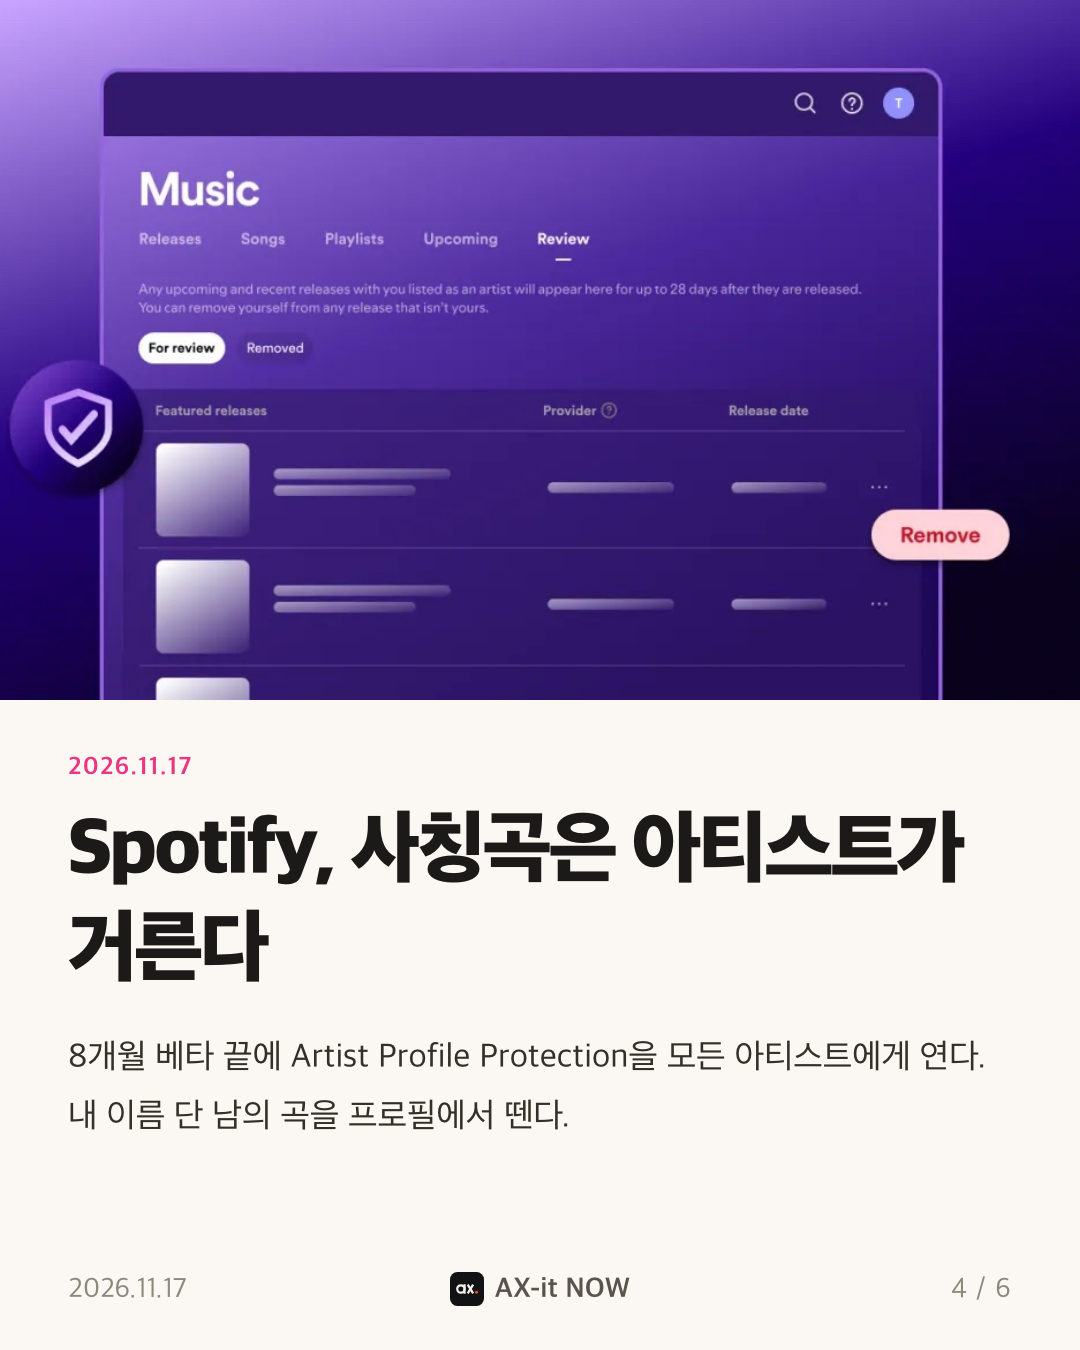 T
Music
Releases Songs Playlists Upcoming Review
Any upcoming and recent releases with you listed as an artist will appear here for up to 28 days after they are released.
You can remove yourself from any release that isn't yours.
For review Removed
Featured releases Provider ? Release date
Remove
2026.11.17
Spotify, 사칭곡은 아티스트가
거른다
8개월 베타 끝에 Artist Profile Protection을 모든 아티스트에게 연다.
내 이름 단 남의 곡을 프로필에서 뗀다.
2026.11.17 ax. AX-it NOW 4 / 6